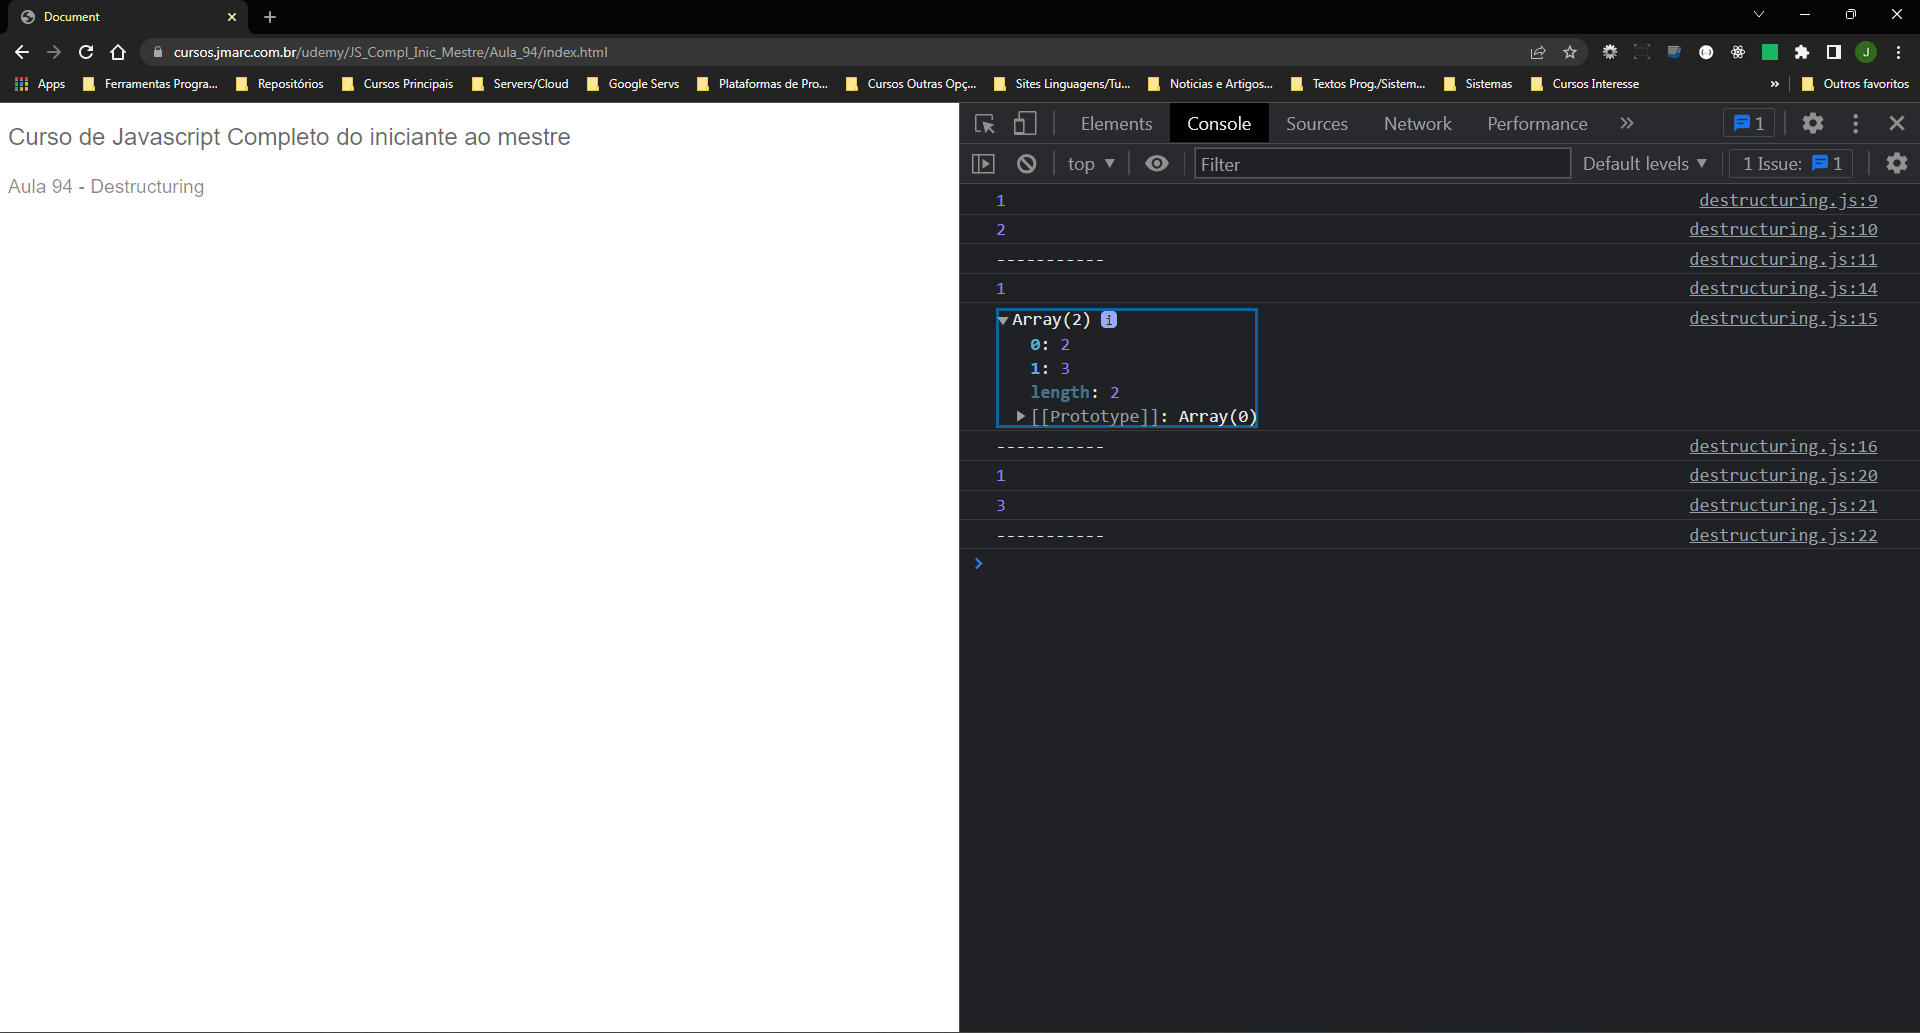 Document
cursos.jmarc.com.br/udemy/JS_Compl_Inic_Mestre/Aula_94/index.html
J
Apps Ferramentas Progra... Repositórios Cursos Principais Servers/Cloud Google Servs Plataformas de Pro... Cursos Outras Opç... Sites Linguagens/Tu... Noticias e Artigos... Textos Prog./Sistem... Sistemas Cursos Interesse » Outros favoritos
Curso de Javascript Completo do iniciante ao mestre
Aula 94 - Destructuring
Elements Console Sources Network Performance » 1
top Filter Default levels 1 Issue: 1
1 destructuring.js:9
2 destructuring.js:10
----------- destructuring.js:11
1 destructuring.js:14
Array(2) i destructuring.js:15
0: 2
1: 3
length: 2
[[Prototype]]: Array(0)
----------- destructuring.js:16
1 destructuring.js:20
3 destructuring.js:21
----------- destructuring.js:22